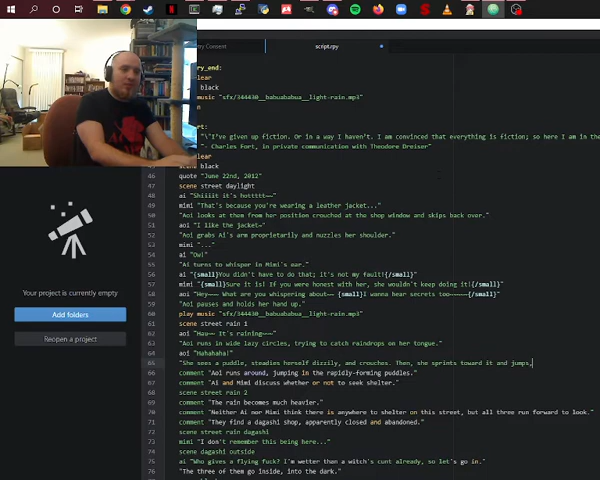 by Consent script.rpy
ry_end:
lear
black
music "sfx/344430__babuababua__light-rain.mp3"
n
rt:
"\"I've given up fiction. Or in a way I haven't. I am convinced that everything is fiction; so here I am in the
"- Charles Fort, in private communication with Theodore Dreiser"
lear
45 scene black
46 quote "June 22nd, 2012"
47 scene street daylight
48 ai "Shiiiit it's hottttt~~"
49 mimi "That's because you're wearing a leather jacket..."
50 "Aoi looks at them from her position crouched at the shop window and skips back over."
51 aoi "I like the jacket~"
52 "Aoi grabs Ai's arm proprietarily and nuzzles her shoulder."
53 mimi "..."
54 ai "Ow!"
55 "Ai turns to whisper in Mimi's ear."
56 ai "{small}You didn't have to do that; it's not my fault!{/small}"
57 mimi "{small}Sure it is! If you were honest with her, she wouldn't keep doing it!{/small}"
58 aoi "Hey~~ What are you whispering about~~ {small}I wanna hear secrets too~~~~~{/small}"
59 "Aoi pauses and holds her hand up."
60 play music "sfx/344430__babuababua__light-rain.mp3"
61 scene street rain 1
62 aoi "Hau~~ It's raining~~~"
63 "Aoi runs in wide lazy circles, trying to catch raindrops on her tongue."
64 aoi "Hahahaha!"
65 "She sees a puddle, steadies herself dizzily, and crouches. Then, she sprints toward it and jumps,
66 comment "Aoi runs around, jumping in the rapidly-forming puddles."
67 comment "Ai and Mimi discuss whether or not to seek shelter."
68 scene street rain 2
69 comment "The rain becomes much heavier."
70 comment "Neither Ai nor Mimi think there is anywhere to shelter on this street, but all three run forward to look."
71 comment "They find a dagashi shop, apparently closed and abandoned."
72 scene street rain dagashi
73 mimi "I don't remember this being here..."
74 scene dagashi outside
75 ai "Who gives a flying fuck? I'm wetter than a witch's cunt already, so let's go in."
76 "The three of them go inside, into the dark."
Your project is currently empty
Add folders
Reopen a project